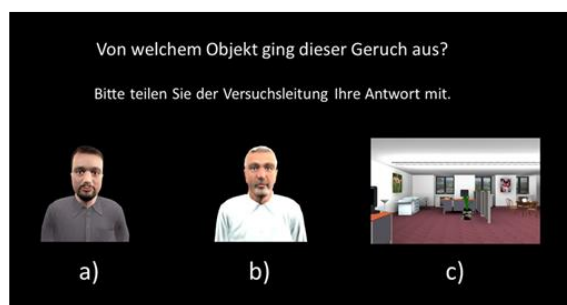 Von welchem Objekt ging dieser Geruch aus?
Bitte teilen Sie der Versuchsleitung Ihre Antwort mit.
a) b) c)